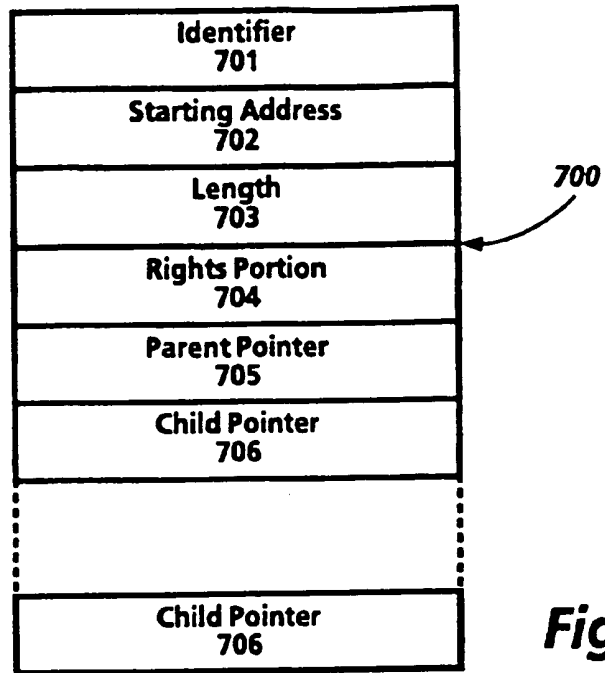 Identifier
701
Starting Address
702
Length
703
700
Rights Portion
704
Parent Pointer
705
Child Pointer
706
Child Pointer
706
Fig